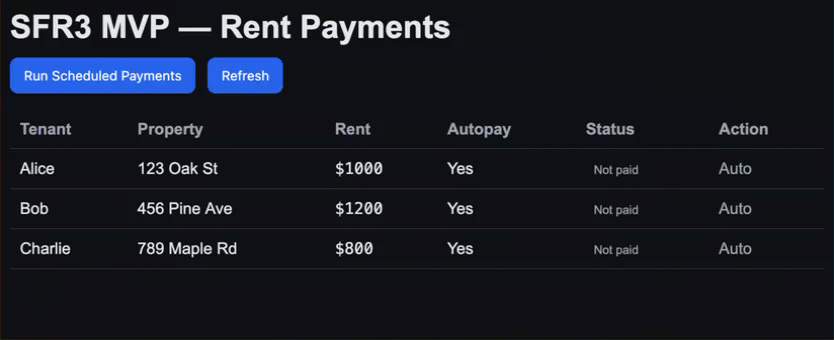 SFR3 MVP — Rent Payments
Run Scheduled Payments Refresh
Tenant Property Rent Autopay Status Action
Alice 123 Oak St $1000 Yes Not paid Auto
Bob 456 Pine Ave $1200 Yes Not paid Auto
Charlie 789 Maple Rd $800 Yes Not paid Auto